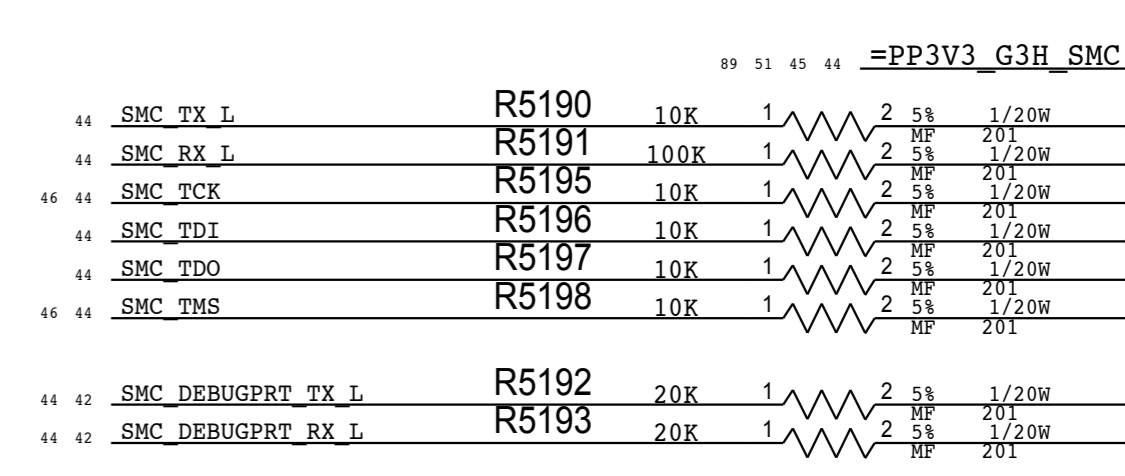 89 51 45 44 =PP3V3_G3H_SMC
44 SMC_TX_L R5190 10K 1 2 5% 1/20W
MF 201
44 SMC_RX_L R5191 100K 1 2 5% 1/20W
MF 201
46 44 SMC_TCK R5195 10K 1 2 5% 1/20W
MF 201
44 SMC_TDI R5196 10K 1 2 5% 1/20W
MF 201
44 SMC_TDO R5197 10K 1 2 5% 1/20W
MF 201
46 44 SMC_TMS R5198 10K 1 2 5% 1/20W
MF 201
44 42 SMC_DEBUGPRT_TX_L R5192 20K 1 2 5% 1/20W
MF 201
44 42 SMC_DEBUGPRT_RX_L R5193 20K 1 2 5% 1/20W
MF 201